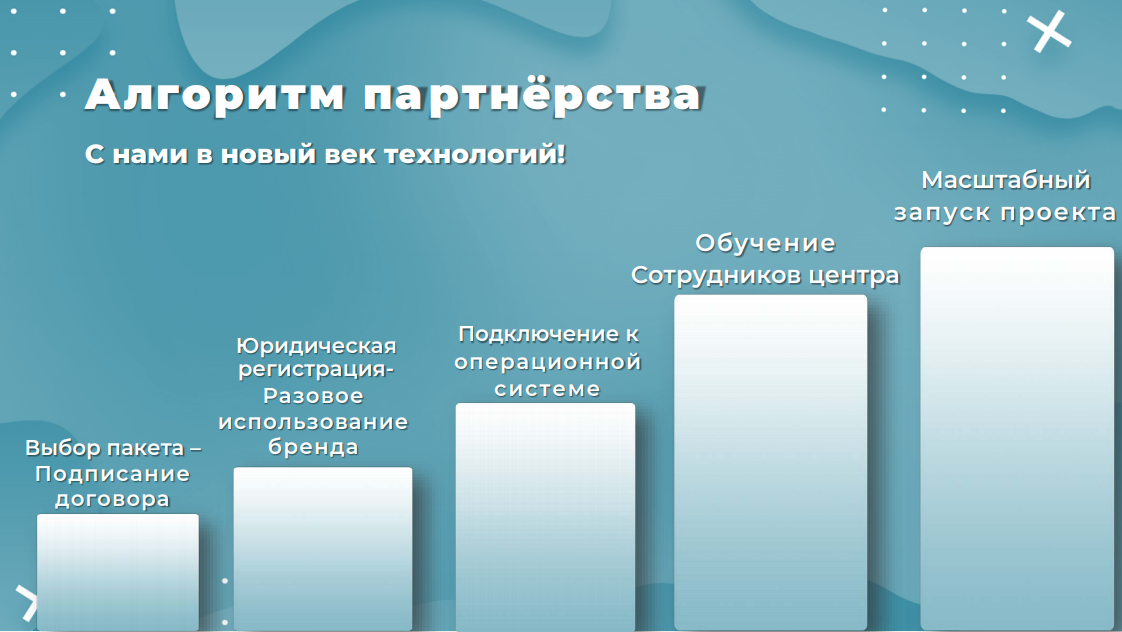 Алгоритм партнёрства
С нами в новый век технологий!
Выбор пакета –
Подписание
договора
Юридическая
регистрация-
Разовое
использование
бренда
Подключение к
операционной
системе
Обучение
Сотрудников центра
Масштабный
запуск проекта